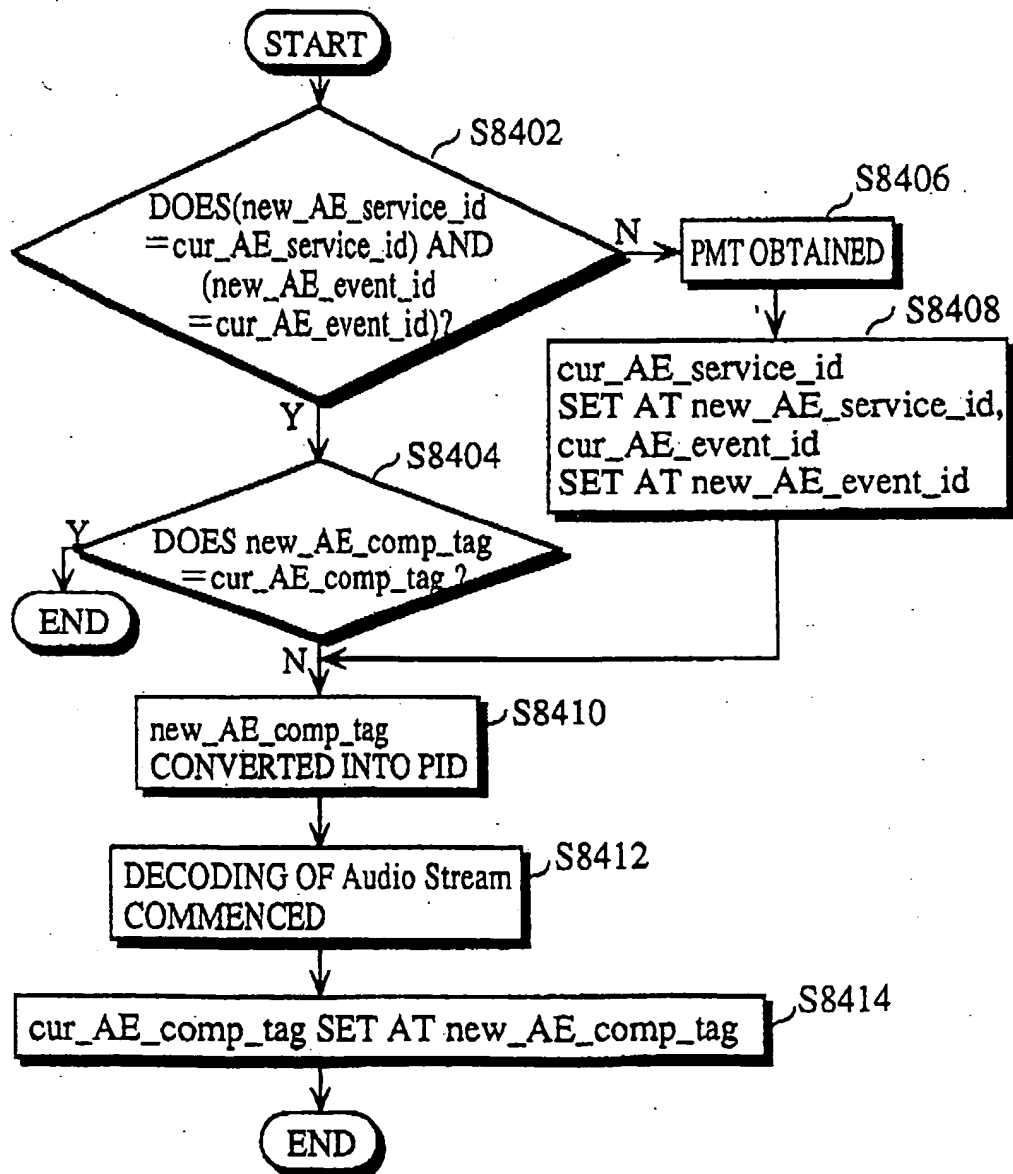 START
S8402
DOES(new_AE_service_id
=cur_AE_service_id) AND
(new_AE_event_id
=cur_AE_event_id)?
N
S8406
PMT OBTAINED
S8408
cur_AE_service_id
SET AT new_AE_service_id,
cur_AE_event_id
SET AT new_AE_event_id
Y
S8404
DOES new_AE_comp_tag
=cur_AE_comp_tag ?
Y
END
N
S8410
new_AE_comp_tag
CONVERTED INTO PID
S8412
DECODING OF Audio Stream
COMMENCED
S8414
cur_AE_comp_tag SET AT new_AE_comp_tag
END